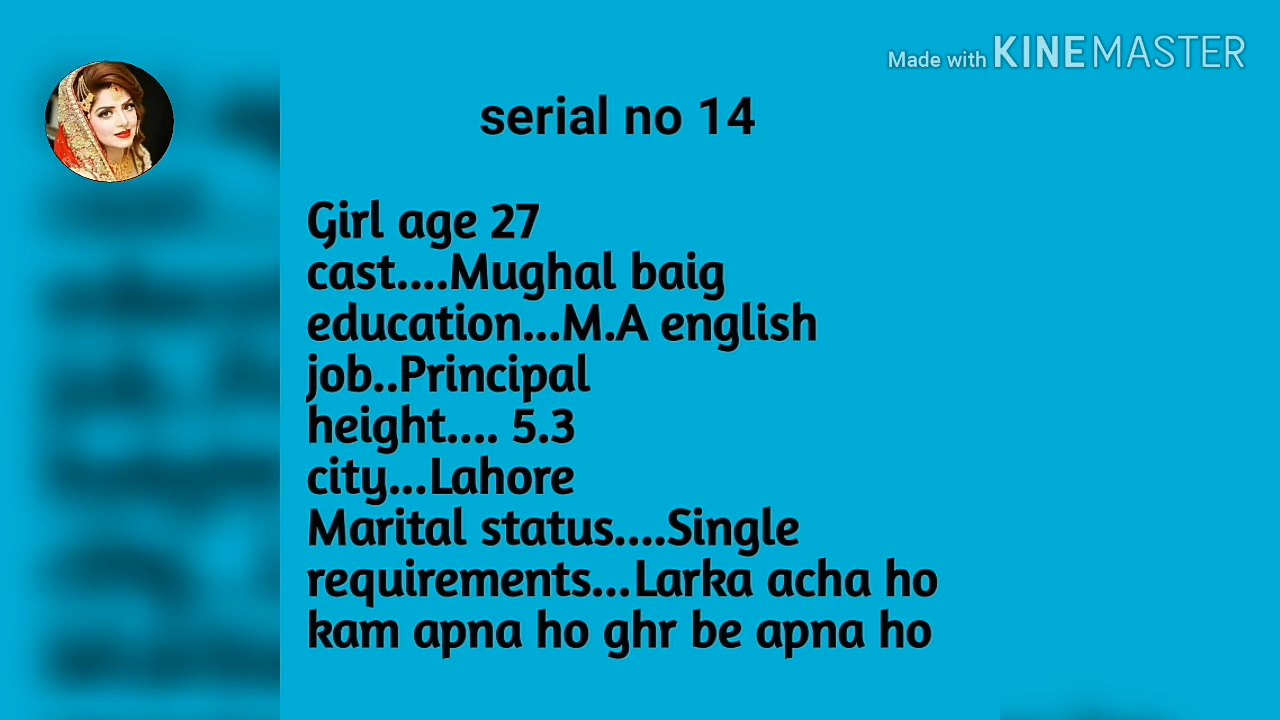 Made with KINEMASTER
serial no 14
Girl age 27
cast....Mughal baig
education...M.A english
job..Principal
height.... 5.3
city...Lahore
Marital status....Single
requirements...Larka acha ho
kam apna ho ghr be apna ho